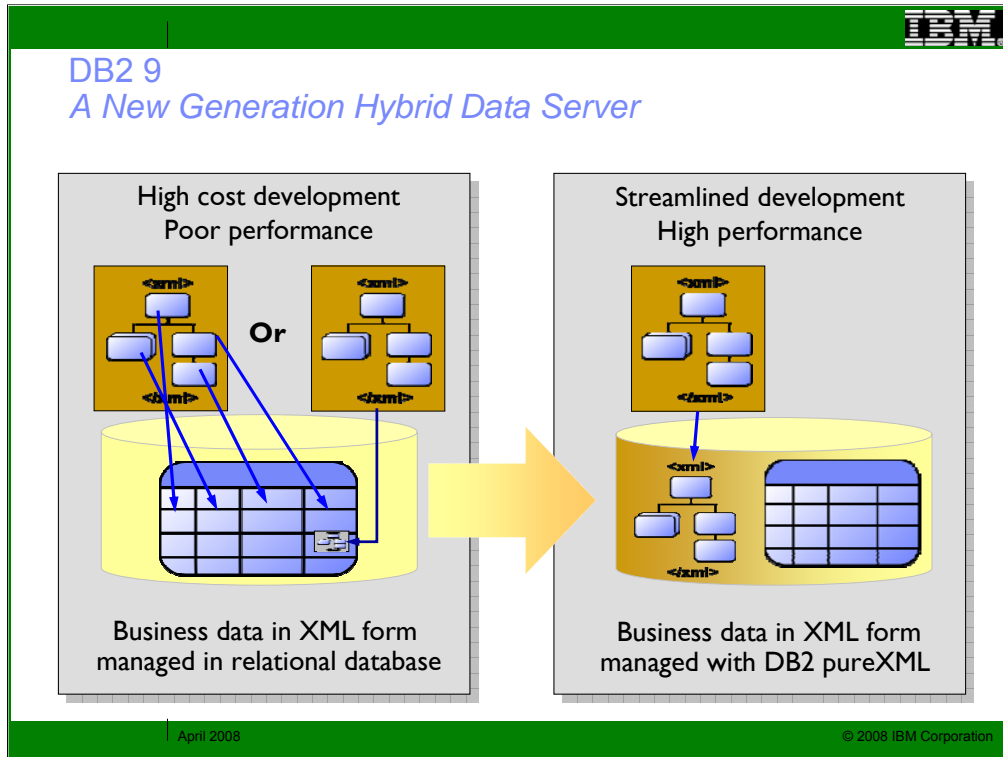 IBM®
DB2 9
A New Generation Hybrid Data Server
High cost development
Poor performance
<xml>
</xml>
Or
<xml>
</xml>
Business data in XML form
managed in relational database
Streamlined development
High performance
<xml>
</xml>
<xml>
</xml>
Business data in XML form
managed with DB2 pureXML
April 2008
© 2008 IBM Corporation